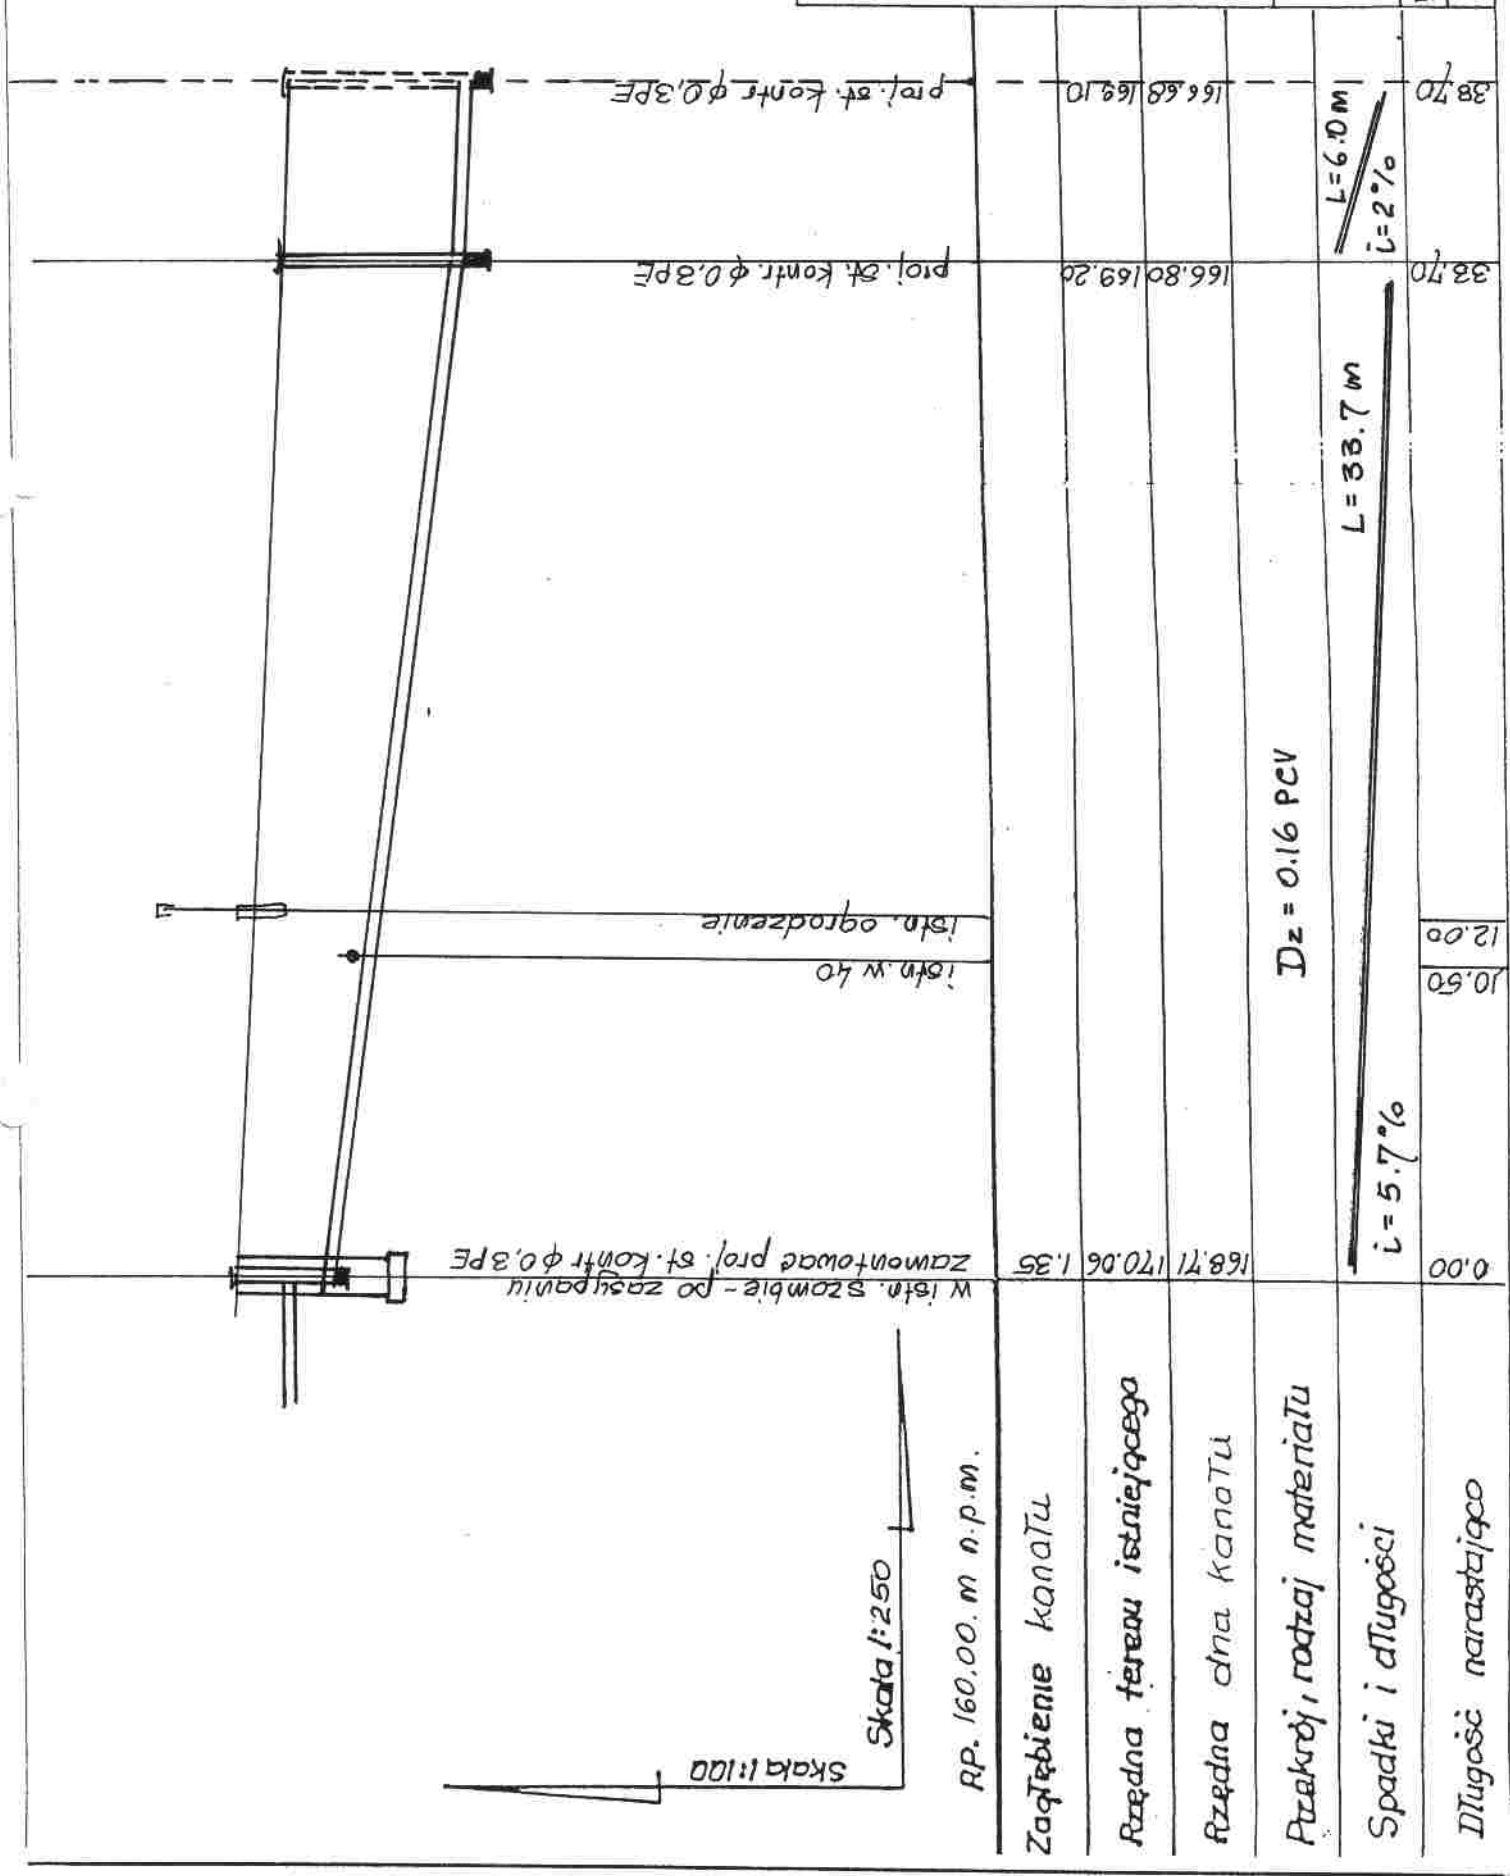 proj. st. kontr φ0,3PE
proj. st. kontr. φ0.3PE
istn. ogrodzenie
istn. w 40
w istn. szambie - po zasypaniu
zamontować proj. st. kontr φ0,3PE
Skala 1:100
Skala 1:250
RP. 160.00. m n.p.m.
Zagłębienie kanału
1.35
Rzędna terenu istniejącego
170.06 169.20 169.10
Rzędna dna kanału
168.71 166.80 166.68
Przekrój, rodzaj materiału
Dz = 0.16 PCV
Spadki i długości
i = 5.7% L = 33.7 m i=2% L=6.0m
Długość narastająco
0.00 10.50 12.00 33.70 38.70